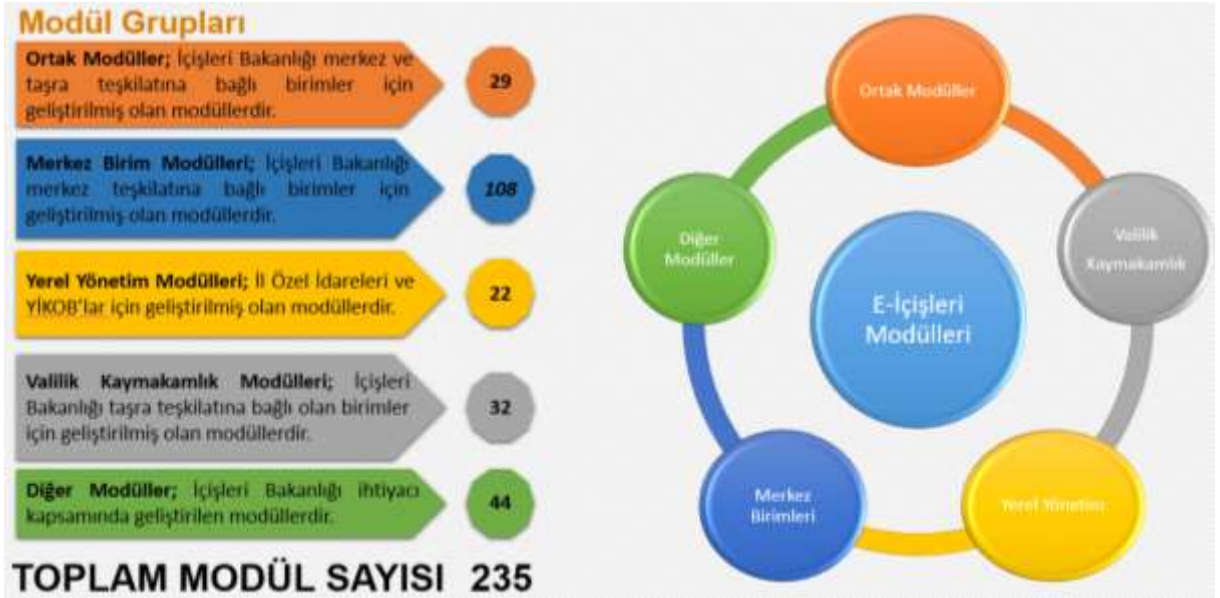 Modül Grupları
Ortak Modüller; İçişleri Bakanlığı merkez ve
taşra teşkilatına bağlı birimler için
geliştirilmiş olan modüllerdir.
29
Merkez Birim Modülleri; İçişleri Bakanlığı
merkez teşkilatına bağlı birimler için
geliştirilmiş olan modüllerdir.
108
Yerel Yönetim Modülleri; İl Özel İdareleri ve
YİKOB'lar için geliştirilmiş olan modüllerdir.
22
Valilik Kaymakamlık Modülleri; İçişleri
Bakanlığı taşra teşkilatına bağlı olan birimler
için geliştirilmiş olan modüllerdir.
32
Diğer Modüller; İçişleri Bakanlığı ihtiyacı
kapsamında geliştirilen modüllerdir.
44
TOPLAM MODÜL SAYISI 235
Ortak Modüller
Valilik
Kaymakamlık
Yerel Yönetim
Merkez
Birimleri
Diğer
Modüller
E-İçişleri
Modülleri